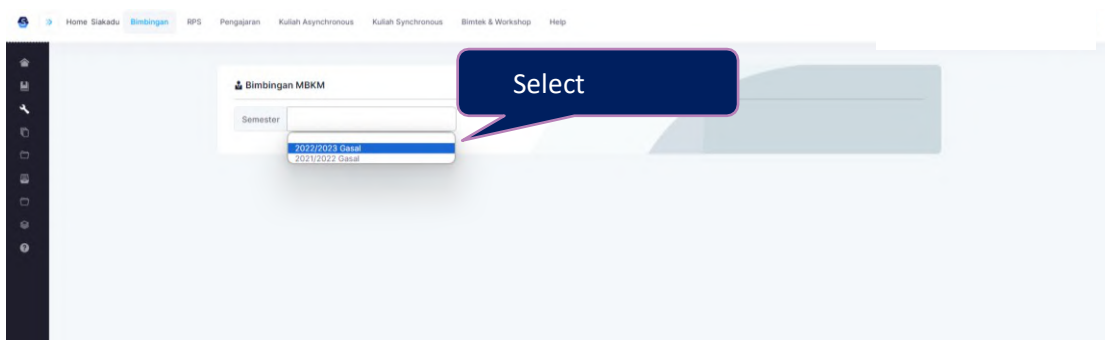 Home Siakadu Bimbingan RPS Pengajaran Kuliah Asynchronous Kuliah Synchronous Bimtek & Workshop Help
Bimbingan MBKM
Select
Semester
2022/2023 Gasal
2021/2022 Gasal